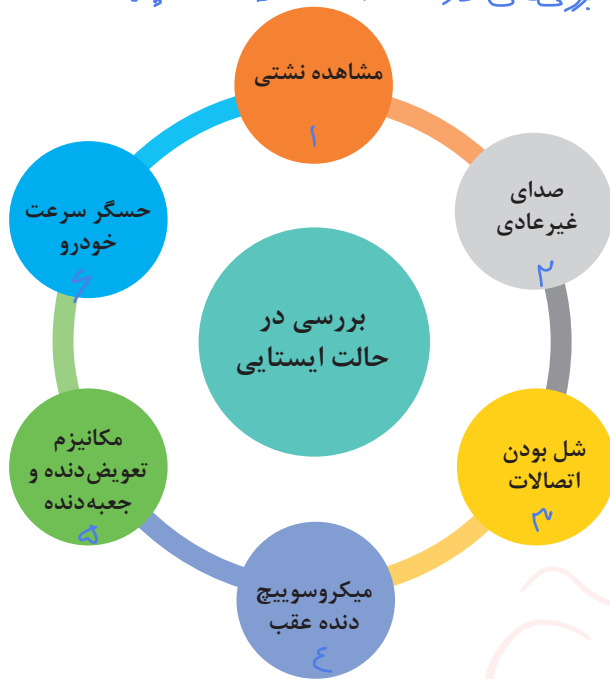 مشاهده نشتی
۱
صدای
غیرعادی
۲
شل بودن
اتصالات
۳
میکروسوییچ
دنده عقب
٤
مکانیزم
تعویض‌دنده و
جعبه‌دنده
۵
حسگر سرعت
خودرو
۶
بررسی در
حالت ایستایی